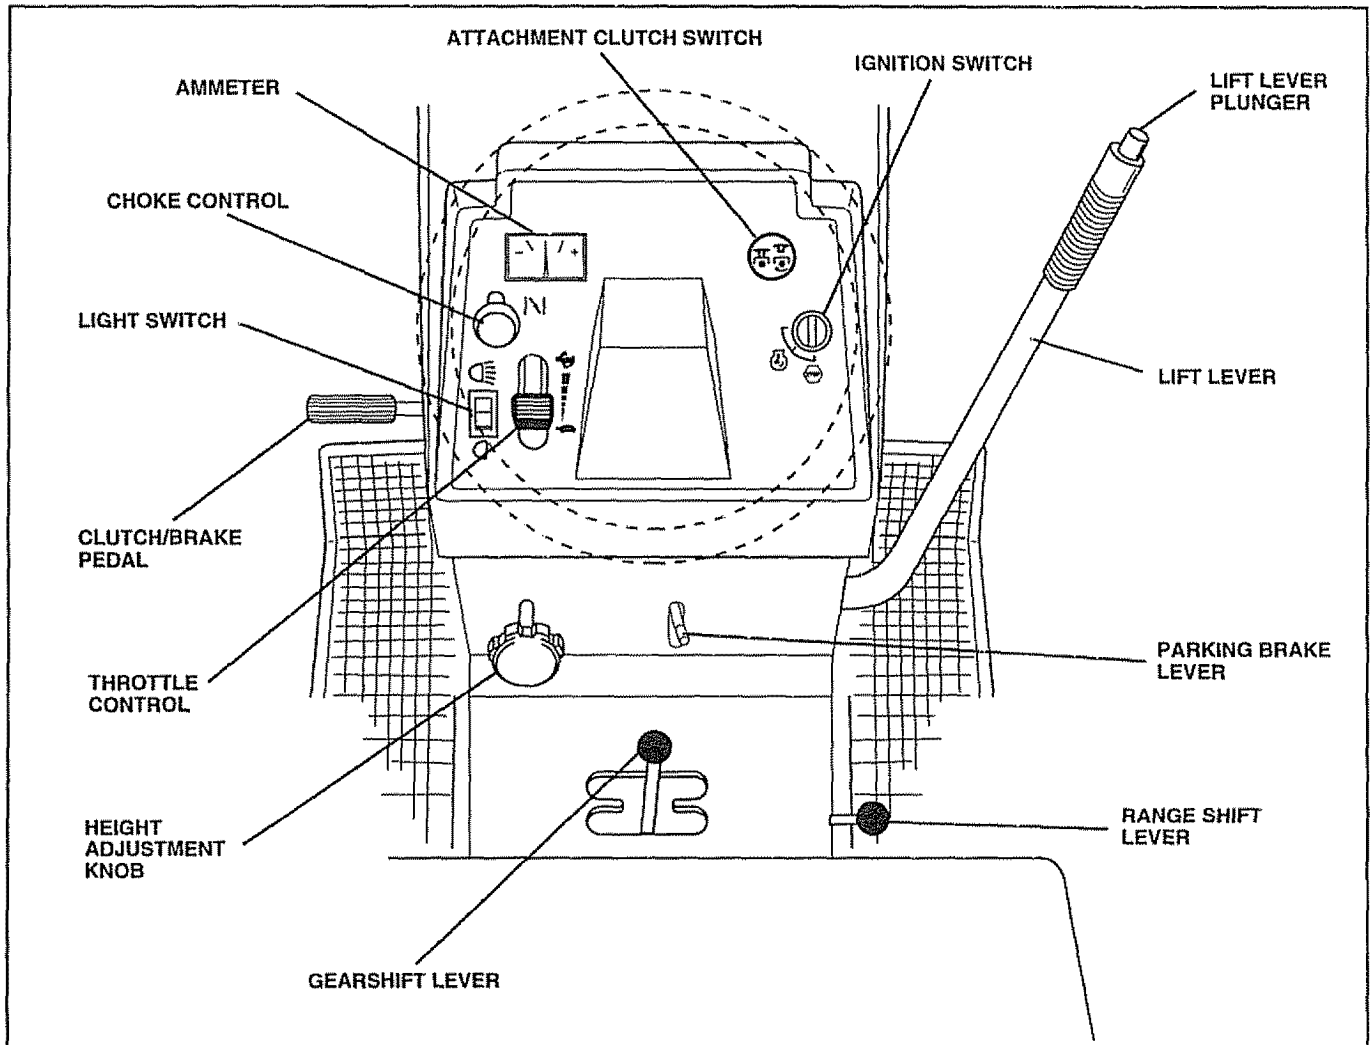 ATTACHMENT CLUTCH SWITCH
IGNITION SWITCH
AMMETER
LIFT LEVER
PLUNGER
CHOKE CONTROL
LIGHT SWITCH
LIFT LEVER
CLUTCH/BRAKE
PEDAL
PARKING BRAKE
LEVER
THROTTLE
CONTROL
HEIGHT
ADJUSTMENT
KNOB
RANGE SHIFT
LEVER
GEARSHIFT LEVER